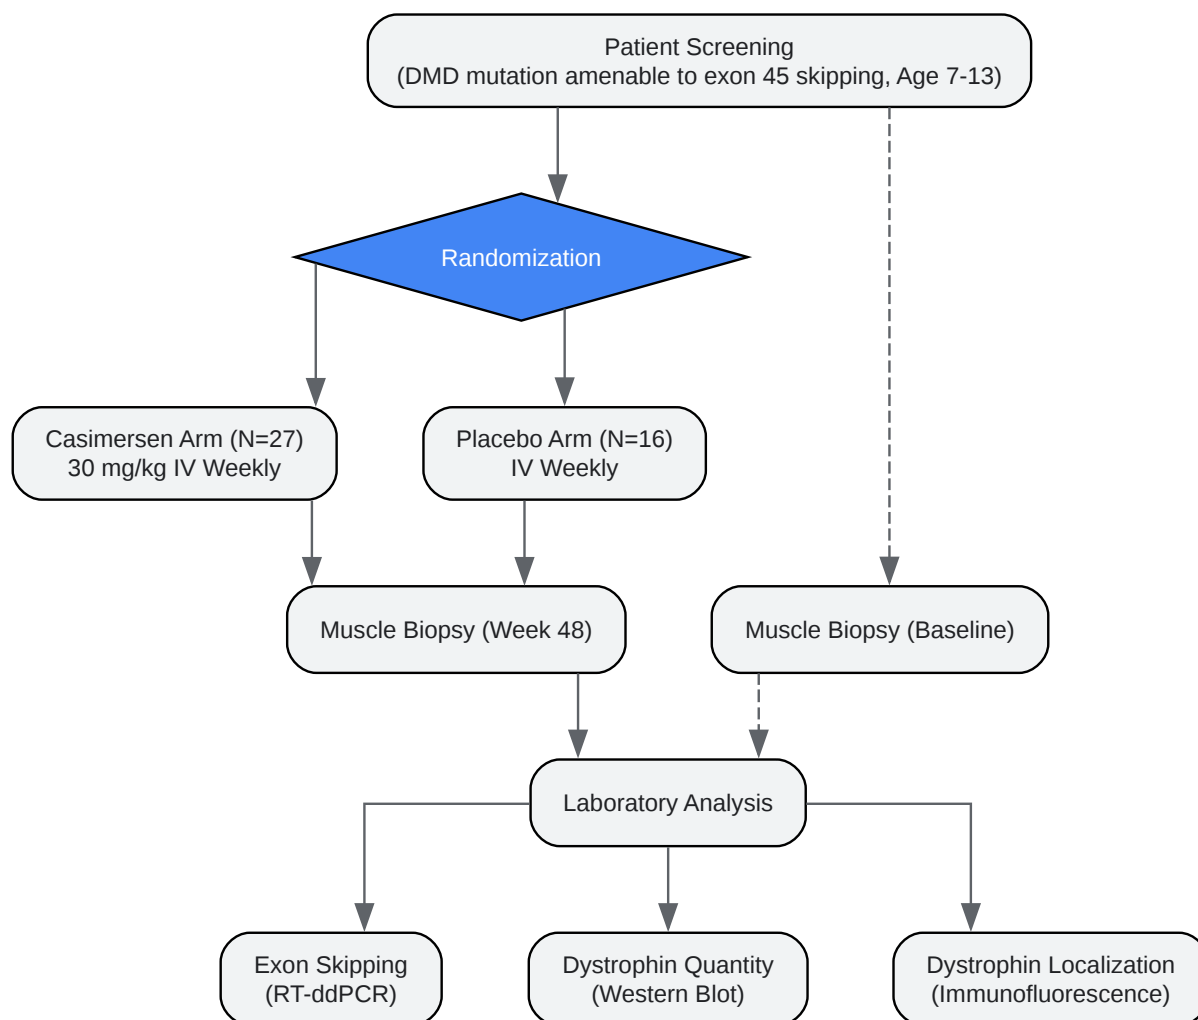 Patient Screening
(DMD mutation amenable to exon 45 skipping, Age 7-13)
Randomization
Casimersen Arm (N=27)
30 mg/kg IV Weekly
Placebo Arm (N=16)
IV Weekly
Muscle Biopsy (Week 48)
Muscle Biopsy (Baseline)
Laboratory Analysis
Exon Skipping
(RT-ddPCR)
Dystrophin Quantity
(Western Blot)
Dystrophin Localization
(Immunofluorescence)